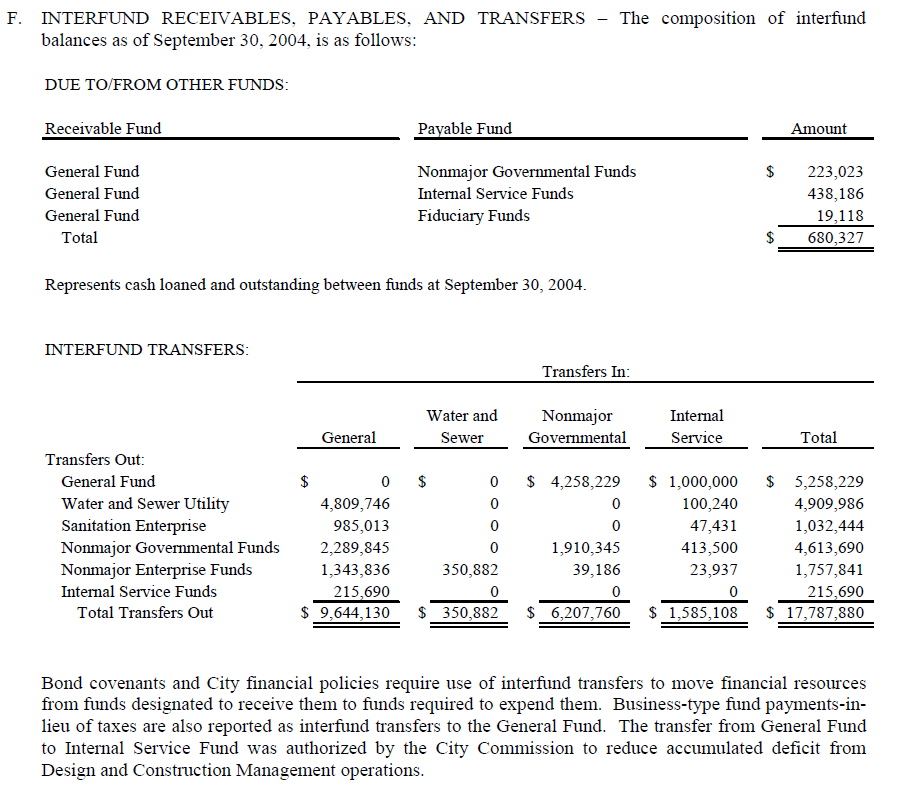 F. INTERFUND RECEIVABLES, PAYABLES, AND TRANSFERS – The composition of interfund
balances as of September 30, 2004, is as follows:
DUE TO/FROM OTHER FUNDS:
Receivable Fund Payable Fund Amount
General Fund Nonmajor Governmental Funds $ 223,023
General Fund Internal Service Funds 438,186
General Fund Fiduciary Funds 19,118
Total $ 680,327
Represents cash loaned and outstanding between funds at September 30, 2004.
INTERFUND TRANSFERS:
Transfers In:
Water and Nonmajor Internal
General Sewer Governmental Service Total
Transfers Out:
General Fund $ 0 $ 0 $ 4,258,229 $ 1,000,000 $ 5,258,229
Water and Sewer Utility 4,809,746 0 0 100,240 4,909,986
Sanitation Enterprise 985,013 0 0 47,431 1,032,444
Nonmajor Governmental Funds 2,289,845 0 1,910,345 413,500 4,613,690
Nonmajor Enterprise Funds 1,343,836 350,882 39,186 23,937 1,757,841
Internal Service Funds 215,690 0 0 0 215,690
Total Transfers Out $ 9,644,130 $ 350,882 $ 6,207,760 $ 1,585,108 $ 17,787,880
Bond covenants and City financial policies require use of interfund transfers to move financial resources
from funds designated to receive them to funds required to expend them. Business-type fund payments-in-
lieu of taxes are also reported as interfund transfers to the General Fund. The transfer from General Fund
to Internal Service Fund was authorized by the City Commission to reduce accumulated deficit from
Design and Construction Management operations.